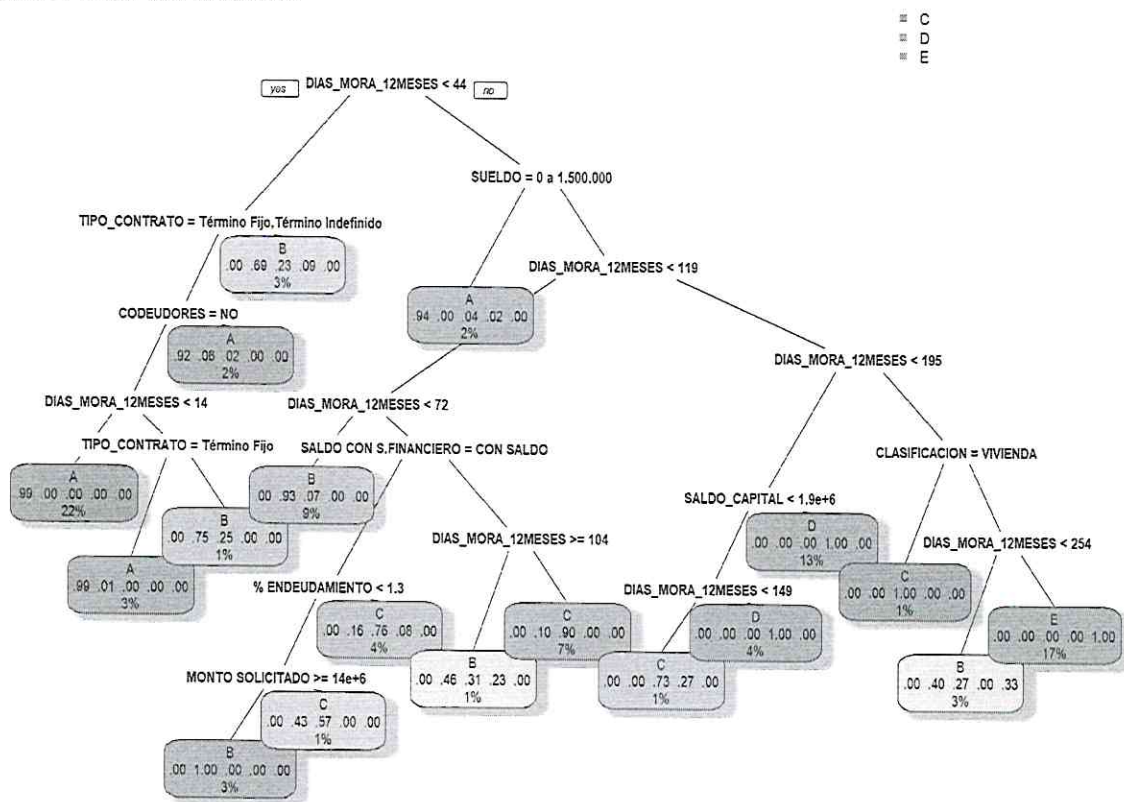 C
D
E
yes DIAS_MORA_12MESES < 44 no
SUELDO = 0 a 1.500.000
TIPO_CONTRATO = Término Fijo,Término Indefinido
B
.00 .69 .23 .09 .00
3%
DIAS_MORA_12MESES < 119
CODEUDORES = NO
A
.94 .00 .04 .02 .00
2%
A
.92 .06 .02 .00 .00
2%
DIAS_MORA_12MESES < 195
DIAS_MORA_12MESES < 14
DIAS_MORA_12MESES < 72
TIPO_CONTRATO = Término Fijo
SALDO CON S.FINANCIERO = CON SALDO
CLASIFICACION = VIVIENDA
A
.99 .00 .00 .00 .00
22%
B
.00 .93 .07 .00 .00
9%
SALDO_CAPITAL < 1.9e+6
B
.00 .75 .25 .00 .00
1%
D
.00 .00 .00 1.00 .00
13%
DIAS_MORA_12MESES >= 104
DIAS_MORA_12MESES < 254
A
.99 .01 .00 .00 .00
3%
C
.00 .00 1.00 .00 .00
1%
% ENDEUDAMIENTO < 1.3
DIAS_MORA_12MESES < 149
C
.00 .16 .76 .08 .00
4%
C
.00 .10 .90 .00 .00
7%
D
.00 .00 .00 1.00 .00
4%
E
.00 .00 .00 .00 1.00
17%
B
.00 .46 .31 .23 .00
1%
C
.00 .00 .73 .27 .00
1%
B
.00 .40 .27 .00 .33
3%
MONTO SOLICITADO >= 14e+6
C
.00 .43 .57 .00 .00
1%
B
.00 1.00 .00 .00 .00
3%